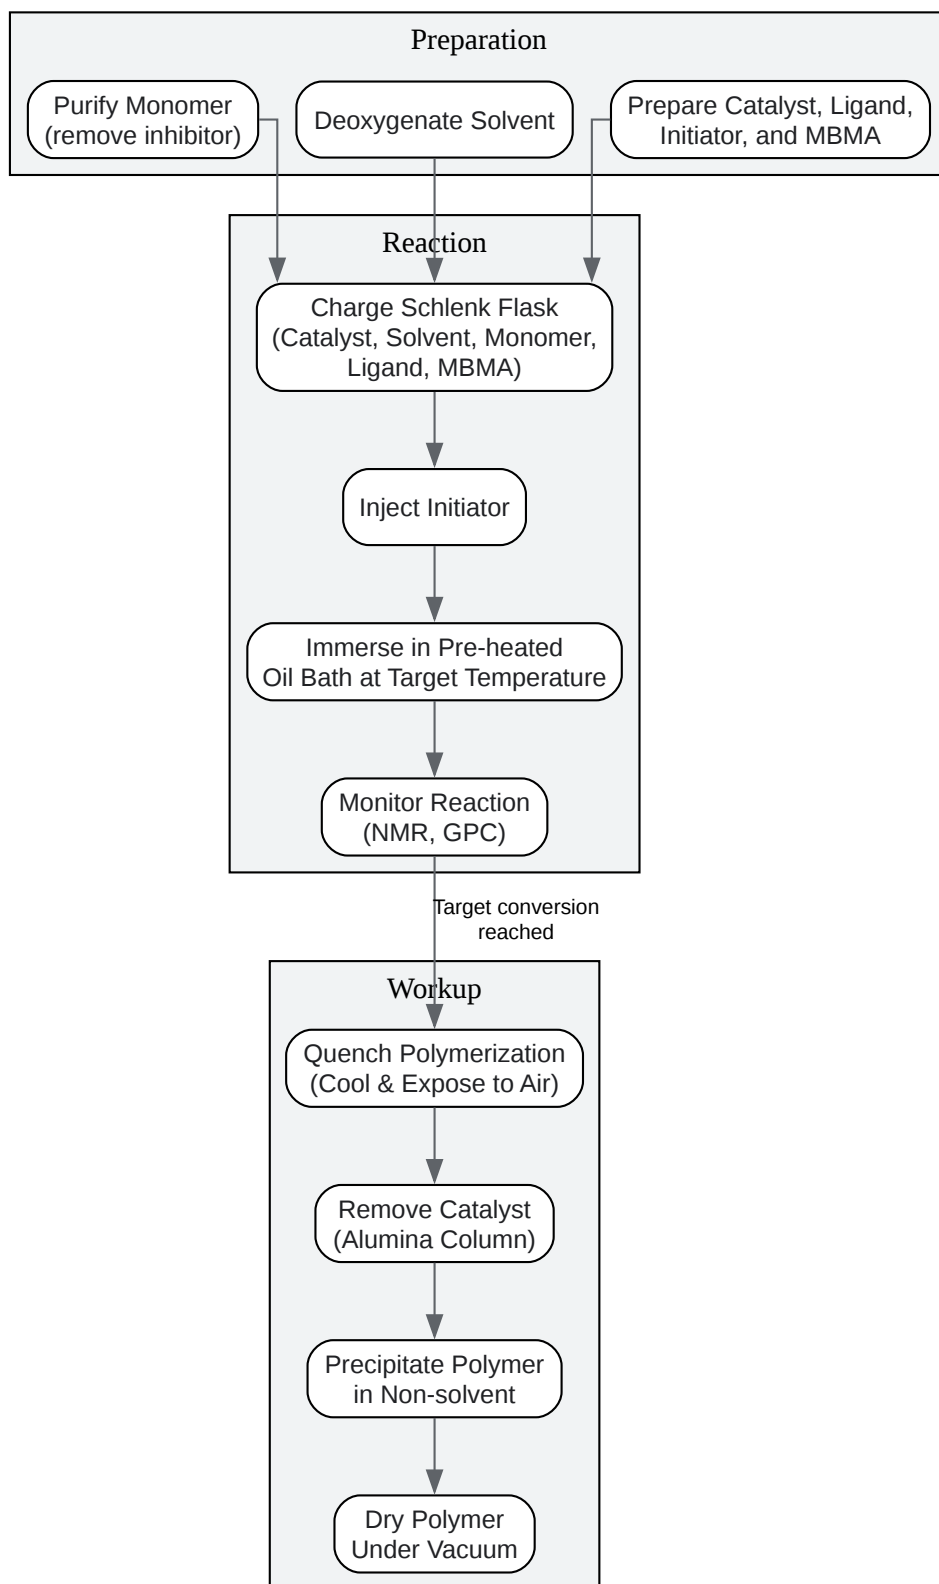 Preparation
Purify Monomer
(remove inhibitor)
Deoxygenate Solvent
Prepare Catalyst, Ligand,
Initiator, and MBMA
Reaction
Charge Schlenk Flask
(Catalyst, Solvent, Monomer,
Ligand, MBMA)
Inject Initiator
Immerse in Pre-heated
Oil Bath at Target Temperature
Monitor Reaction
(NMR, GPC)
Target conversion
reached
Workup
Quench Polymerization
(Cool & Expose to Air)
Remove Catalyst
(Alumina Column)
Precipitate Polymer
in Non-solvent
Dry Polymer
Under Vacuum